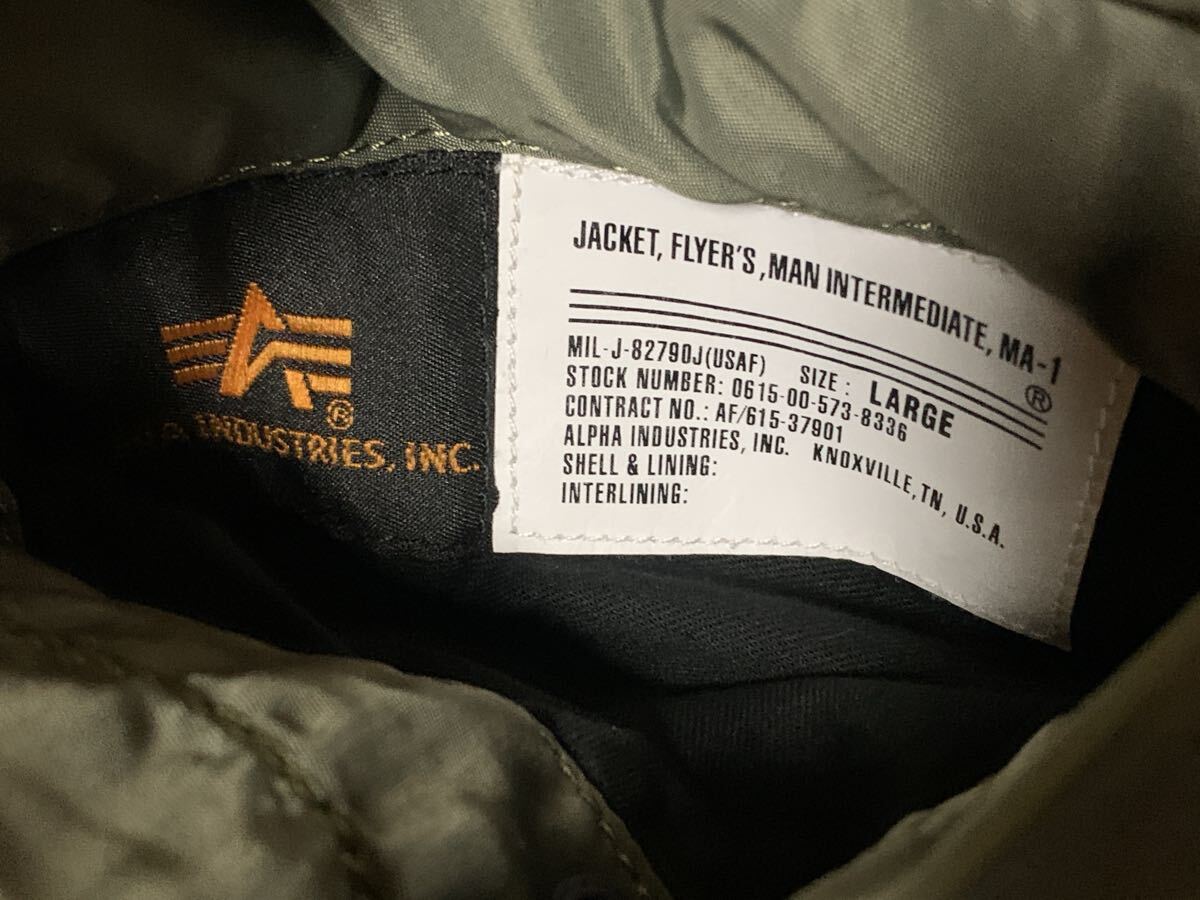 INDUSTRIES, INC.
®
JACKET, FLYER'S, MAN INTERMEDIATE, MA-1
®
MIL-J-82790J(USAF) SIZE: LARGE
STOCK NUMBER: 0615-00-573-8336
CONTRACT NO.: AF/615-37901
ALPHA INDUSTRIES, INC. KNOXVILLE, TN, U.S.A.
SHELL & LINING:
INTERLINING: